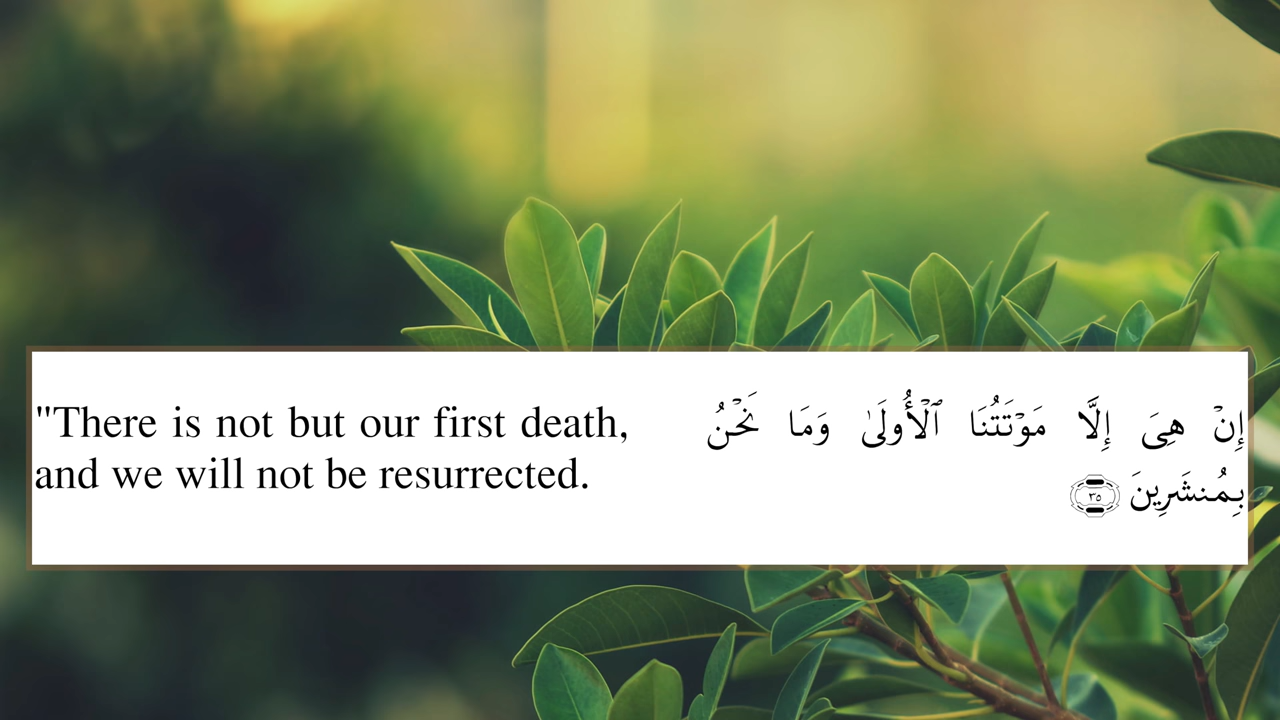 "There is not but our first death,
and we will not be resurrected.
إِنْ هِىَ إِلَّا مَوْتَتُنَا ٱلْأُولَىٰ وَمَا نَحْنُ
بِمُنشَرِينَ ٣٥